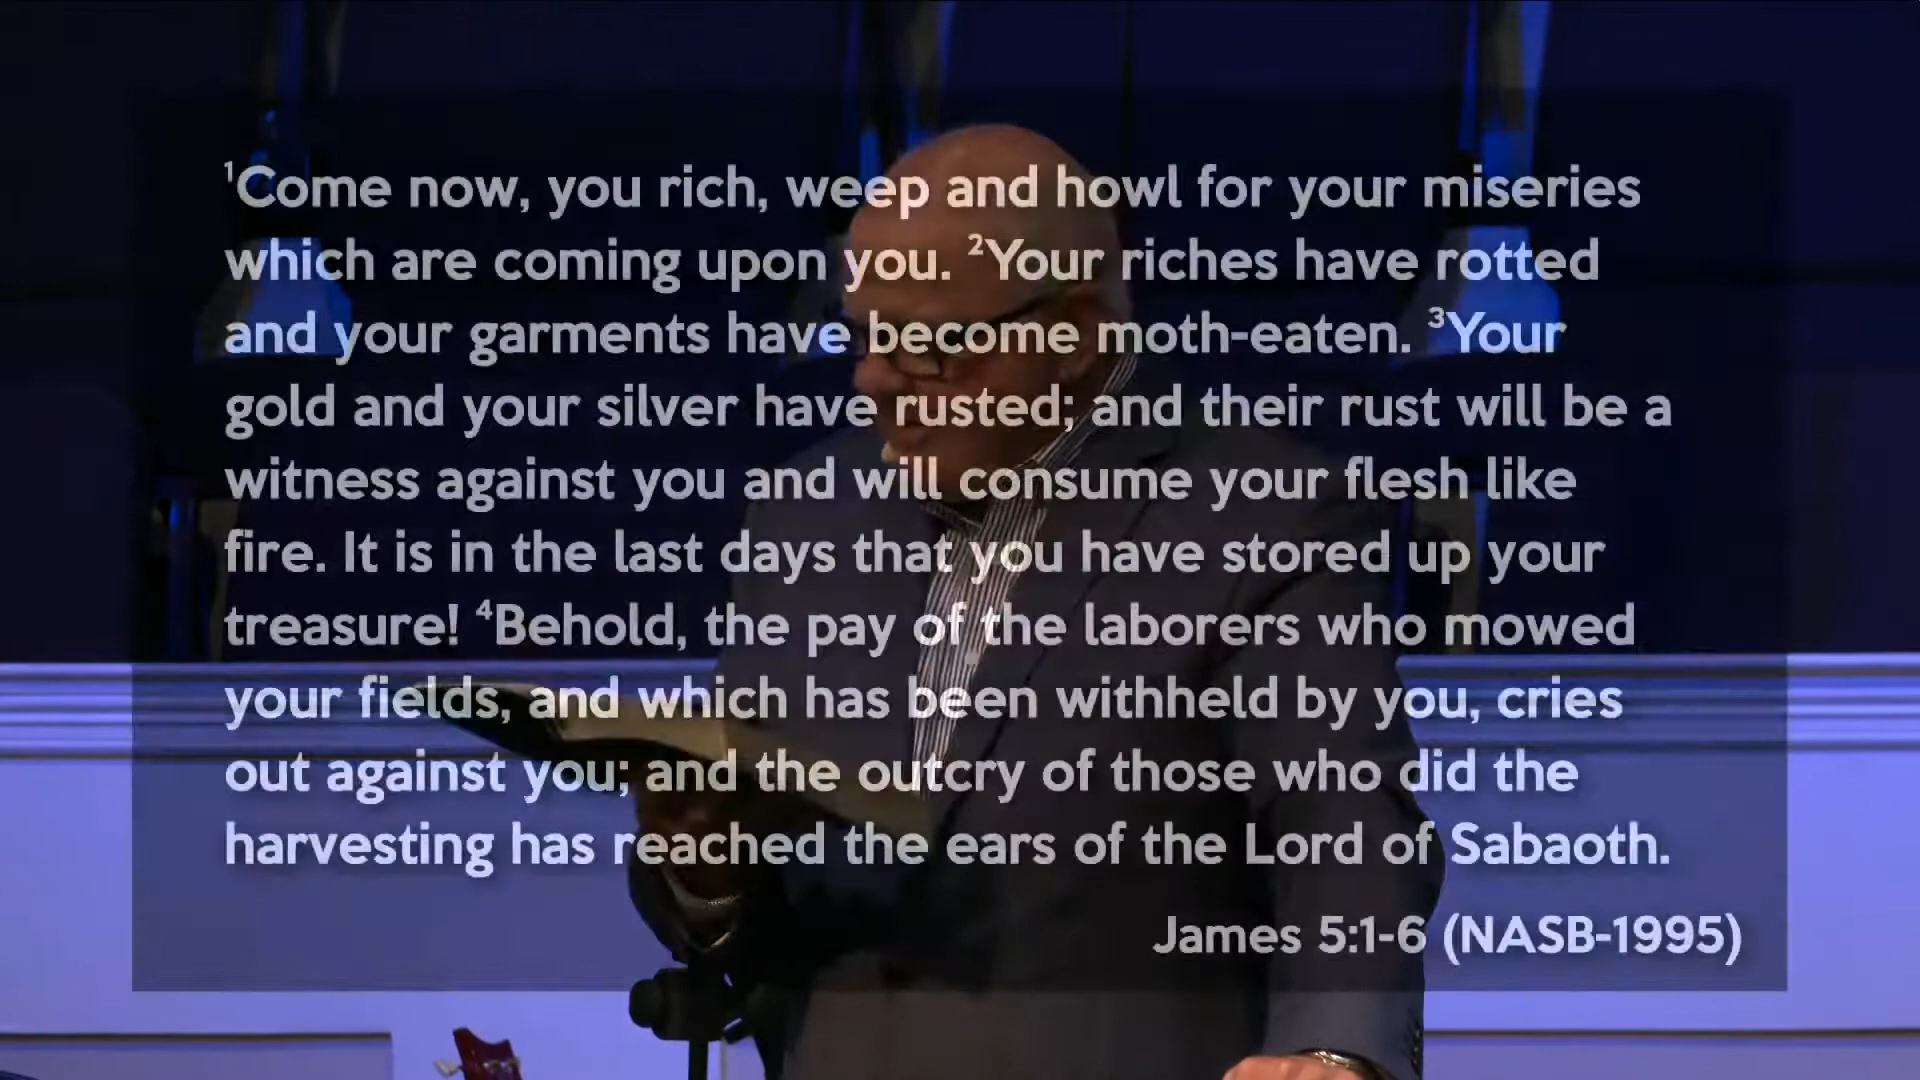 ¹Come now, you rich, weep and howl for your miseries
which are coming upon you. ²Your riches have rotted
and your garments have become moth-eaten. ³Your
gold and your silver have rusted; and their rust will be a
witness against you and will consume your flesh like
fire. It is in the last days that you have stored up your
treasure! ⁴Behold, the pay of the laborers who mowed
your fields, and which has been withheld by you, cries
out against you; and the outcry of those who did the
harvesting has reached the ears of the Lord of Sabaoth.
James 5:1-6 (NASB-1995)